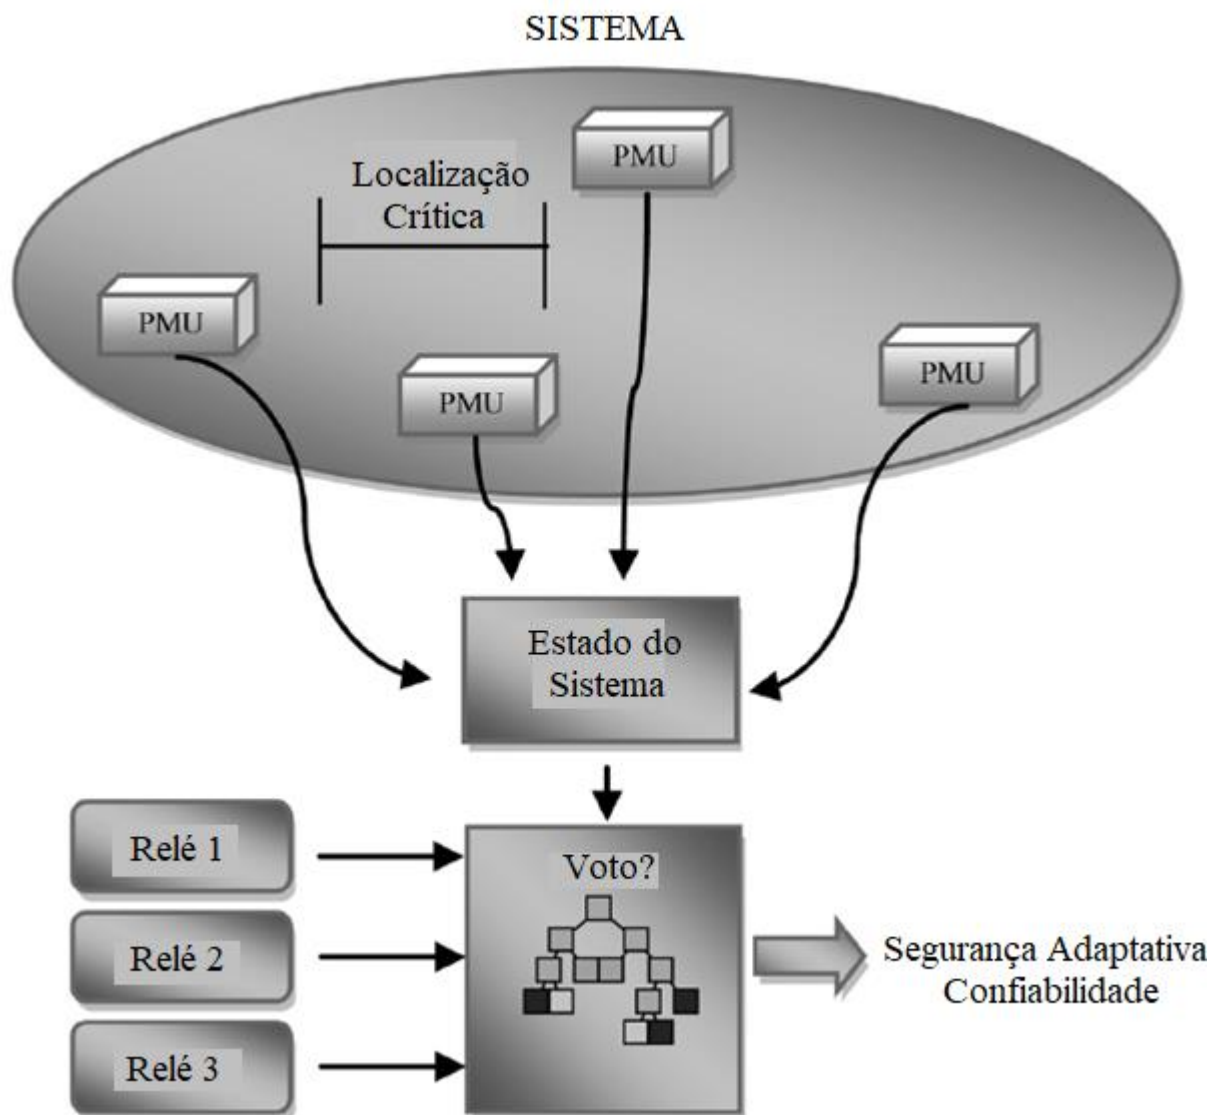 SISTEMA
PMU
Localização
Crítica
PMU
PMU
PMU
Estado do
Sistema
Relé 1
Voto?
Relé 2
Segurança Adaptativa
Confiabilidade
Relé 3